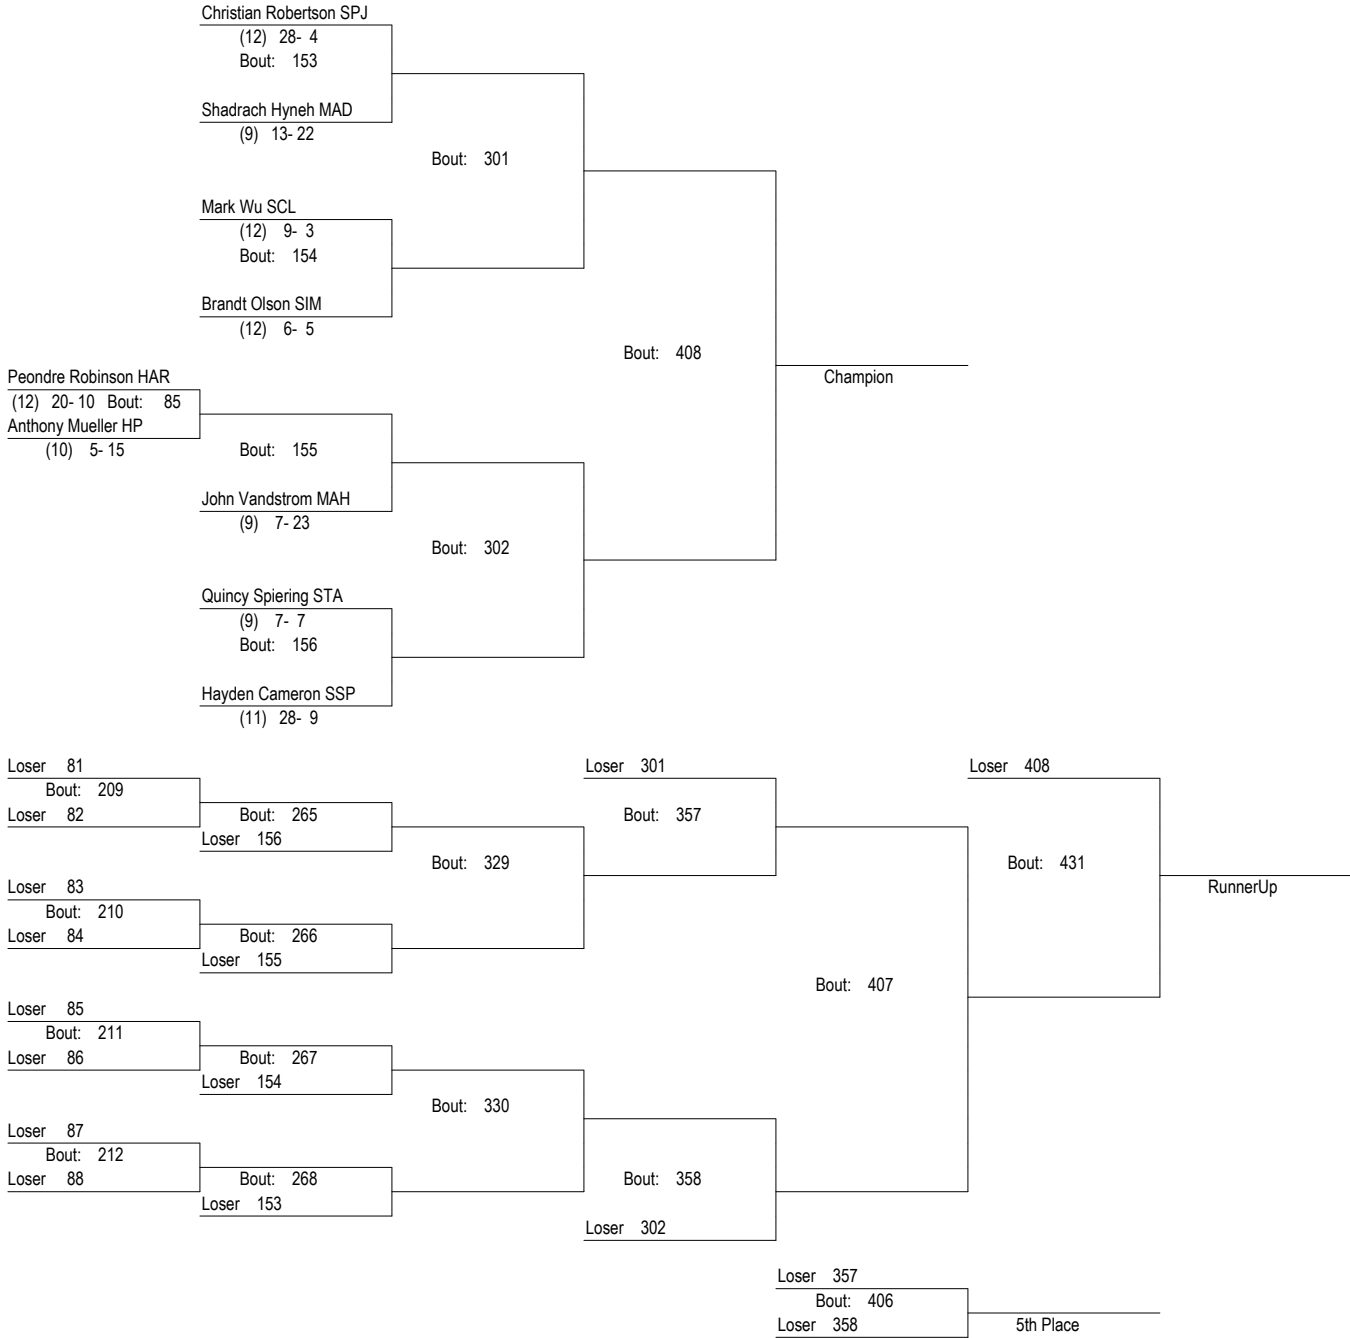 Christian Robertson SPJ
(12) 28- 4
Bout: 153
Shadrach Hyneh MAD
(9) 13- 22
Bout: 301
Mark Wu SCL
(12) 9- 3
Bout: 154
Brandt Olson SIM
(12) 6- 5
Bout: 408
Champion
Peondre Robinson HAR
(12) 20- 10 Bout: 85
Anthony Mueller HP
(10) 5- 15
Bout: 155
John Vandstrom MAH
(9) 7- 23
Bout: 302
Quincy Spiering STA
(9) 7- 7
Bout: 156
Hayden Cameron SSP
(11) 28- 9
Loser 81
Bout: 209
Loser 82
Bout: 265
Loser 156
Bout: 329
Loser 83
Bout: 210
Loser 84
Bout: 266
Loser 155
Loser 301
Bout: 357
Loser 408
Bout: 431
RunnerUp
Bout: 407
Loser 85
Bout: 211
Loser 86
Bout: 267
Loser 154
Bout: 330
Loser 87
Bout: 212
Loser 88
Bout: 268
Loser 153
Bout: 358
Loser 302
Loser 357
Bout: 406
Loser 358
5th Place